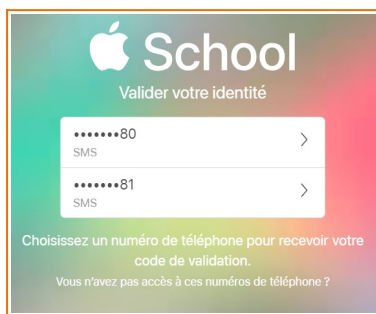 School
Valider votre identité
•••••••80
SMS
•••••••81
SMS
Choisissez un numéro de téléphone pour recevoir votre
code de validation.
Vous n'avez pas accès à ces numéros de téléphone ?